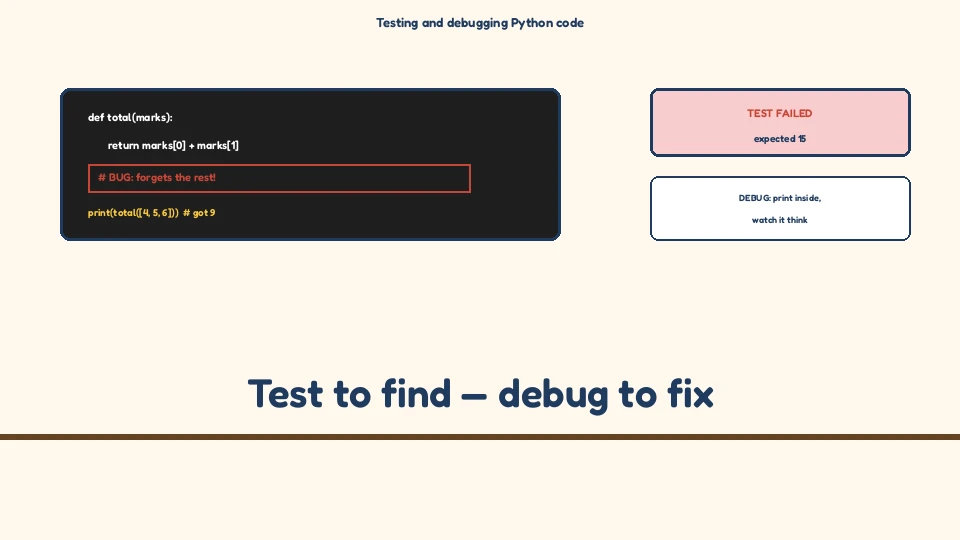 Testing and debugging Python code
def total(marks):
return marks[0] + marks[1]
# BUG: forgets the rest!
print(total([4, 5, 6])) # got 9
TEST FAILED
expected 15
DEBUG: print inside,
watch it think
Test to find — debug to fix